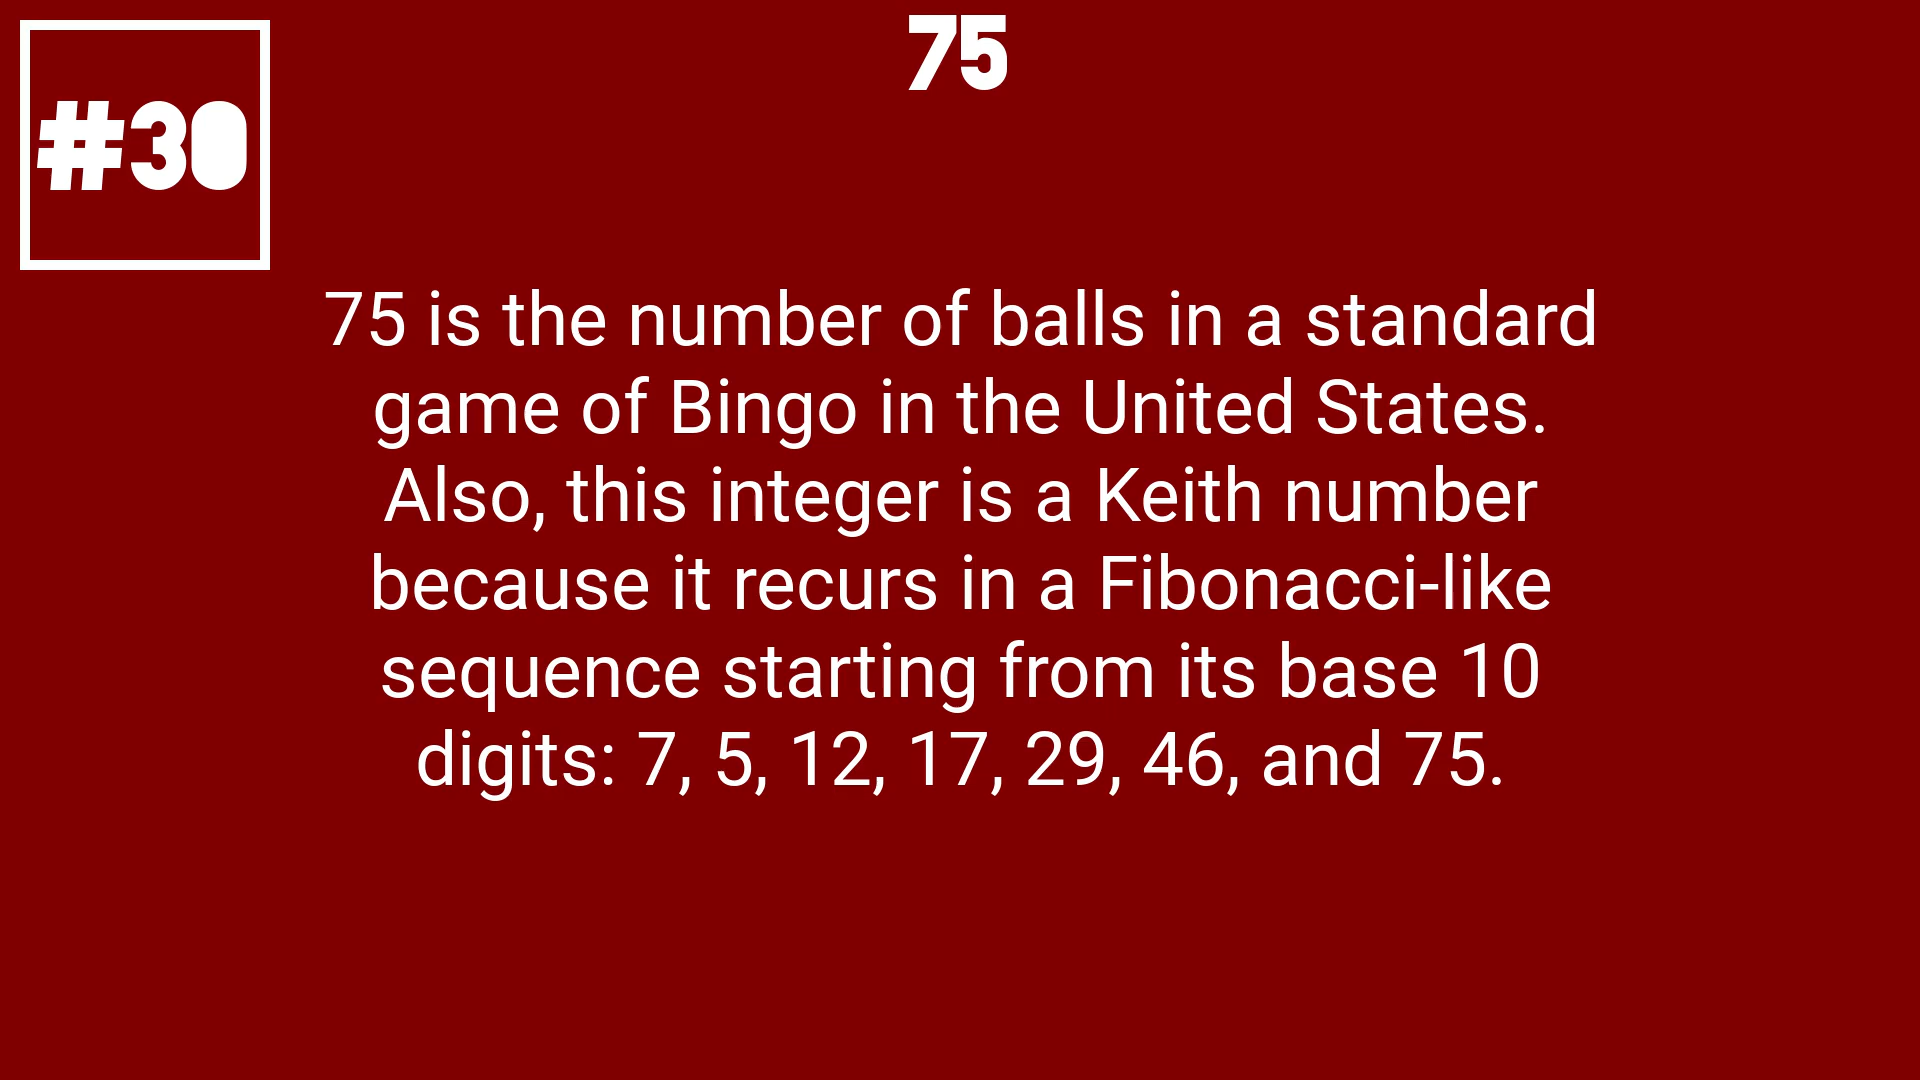 #30
75
75 is the number of balls in a standard
game of Bingo in the United States.
Also, this integer is a Keith number
because it recurs in a Fibonacci-like
sequence starting from its base 10
digits: 7, 5, 12, 17, 29, 46, and 75.